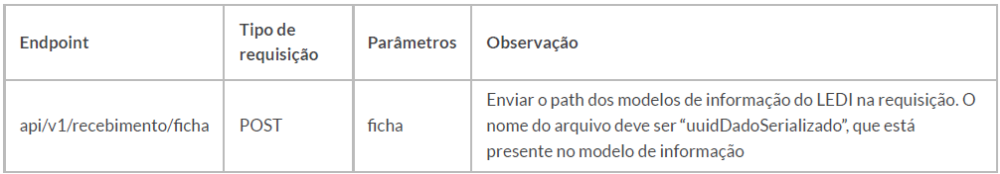 Endpoint
Tipo de
requisição
Parâmetros
Observação
api/v1/recebimento/ficha
POST
ficha
Enviar o path dos modelos de informação do LEDI na requisição. O
nome do arquivo deve ser “uuidDadoSerializado”, que está
presente no modelo de informação